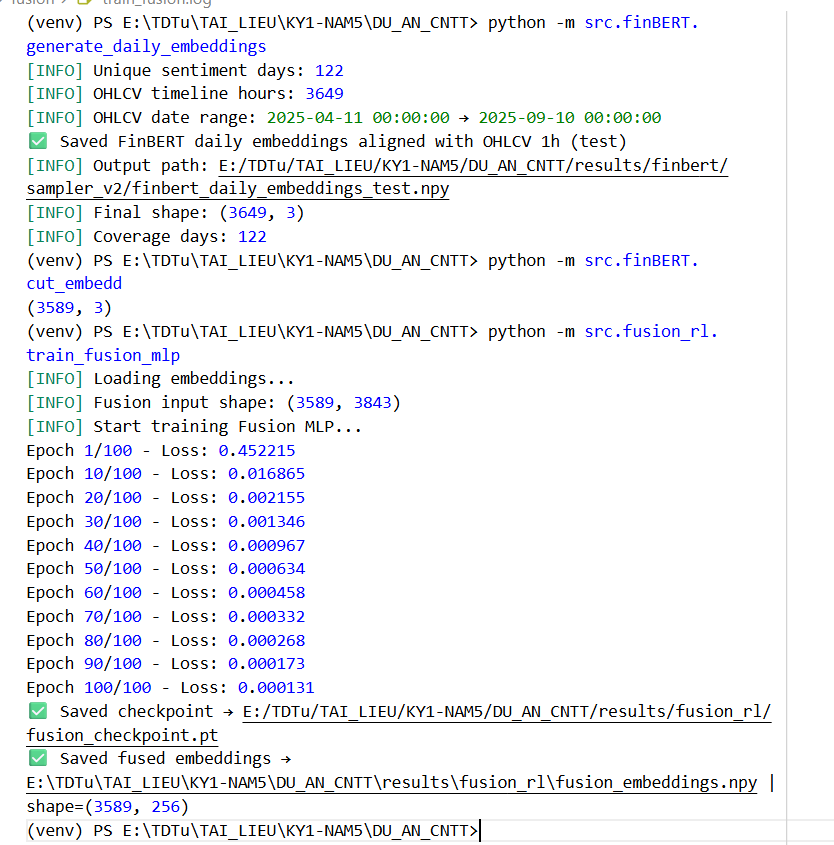 fusion > train_fusion.log
(venv) PS E:\TDTu\TAI_LIEU\KY1-NAM5\DU_AN_CNTT> python -m src.finBERT.
generate_daily_embeddings
[INFO] Unique sentiment days: 122
[INFO] OHLCV timeline hours: 3649
[INFO] OHLCV date range: 2025-04-11 00:00:00 → 2025-09-10 00:00:00
✅ Saved FinBERT daily embeddings aligned with OHLCV 1h (test)
[INFO] Output path: E:/TDTu/TAI_LIEU/KY1-NAM5/DU_AN_CNTT/results/finbert/
sampler_v2/finbert_daily_embeddings_test.npy
[INFO] Final shape: (3649, 3)
[INFO] Coverage days: 122
(venv) PS E:\TDTu\TAI_LIEU\KY1-NAM5\DU_AN_CNTT> python -m src.finBERT.
cut_embedd
(3589, 3)
(venv) PS E:\TDTu\TAI_LIEU\KY1-NAM5\DU_AN_CNTT> python -m src.fusion_rl.
train_fusion_mlp
[INFO] Loading embeddings...
[INFO] Fusion input shape: (3589, 3843)
[INFO] Start training Fusion MLP...
Epoch 1/100 - Loss: 0.452215
Epoch 10/100 - Loss: 0.016865
Epoch 20/100 - Loss: 0.002155
Epoch 30/100 - Loss: 0.001346
Epoch 40/100 - Loss: 0.000967
Epoch 50/100 - Loss: 0.000634
Epoch 60/100 - Loss: 0.000458
Epoch 70/100 - Loss: 0.000332
Epoch 80/100 - Loss: 0.000268
Epoch 90/100 - Loss: 0.000173
Epoch 100/100 - Loss: 0.000131
✅ Saved checkpoint → E:/TDTu/TAI_LIEU/KY1-NAM5/DU_AN_CNTT/results/fusion_rl/
fusion_checkpoint.pt
✅ Saved fused embeddings →
E:\TDTu\TAI_LIEU\KY1-NAM5\DU_AN_CNTT\results\fusion_rl\fusion_embeddings.npy |
shape=(3589, 256)
(venv) PS E:\TDTu\TAI_LIEU\KY1-NAM5\DU_AN_CNTT>